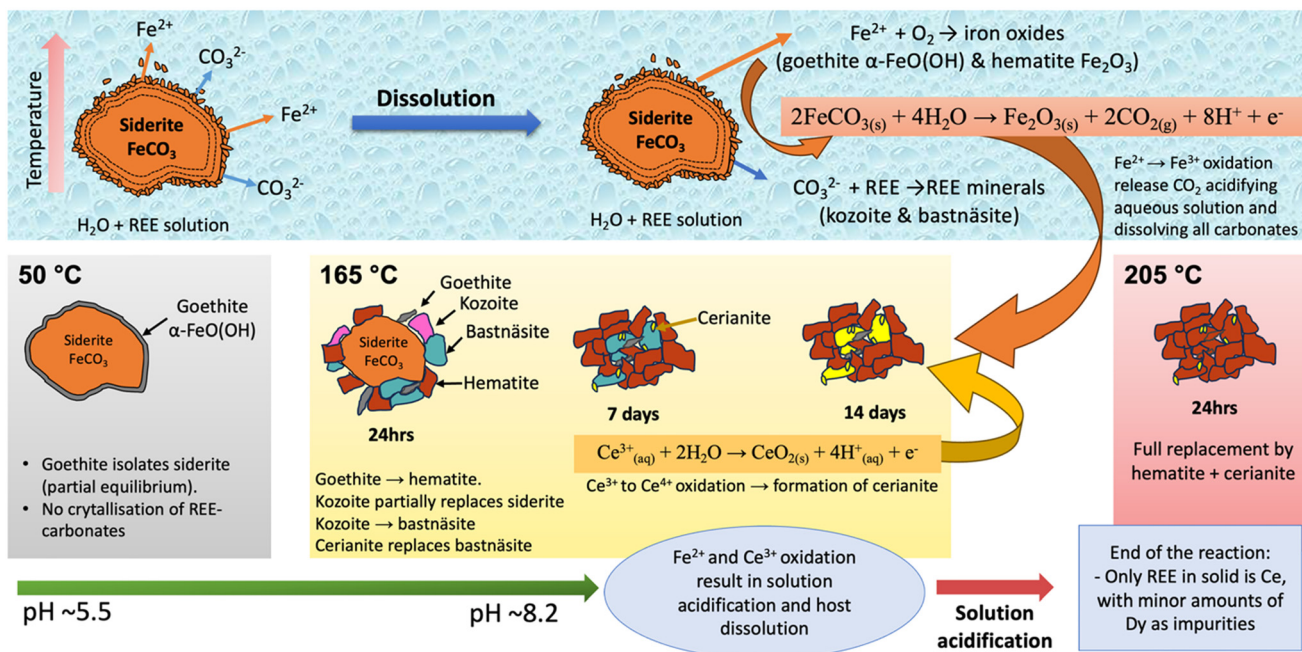 Temperature
Fe²⁺
CO₃²⁻
Fe²⁺
CO₃²⁻
Siderite
FeCO₃
H₂O + REE solution
Dissolution
Siderite
FeCO₃
H₂O + REE solution
Fe²⁺ + O₂ → iron oxides
(goethite α-FeO(OH) & hematite Fe₂O₃)
2FeCO₃(s) + 4H₂O → Fe₂O₃(s) + 2CO₂(g) + 8H⁺ + e⁻
CO₃²⁻ + REE →REE minerals
(kozoite & bastnäsite)
Fe²⁺ → Fe³⁺ oxidation
release CO₂ acidifying
aqueous solution and
dissolving all carbonates
50 °C
Goethite
α-FeO(OH)
Siderite
FeCO₃
• Goethite isolates siderite
(partial equilibrium).
• No crytallisation of REE-
carbonates
165 °C
Goethite
Kozoite
Bastnäsite
Hematite
Siderite
FeCO₃
24hrs
Cerianite
7 days
14 days
Ce³⁺(aq) + 2H₂O → CeO₂(s) + 4H⁺(aq) + e⁻
Ce³⁺ to Ce⁴⁺ oxidation → formation of cerianite
Goethite → hematite.
Kozoite partially replaces siderite
Kozoite → bastnäsite
Cerianite replaces bastnäsite
205 °C
24hrs
Full replacement by
hematite + cerianite
pH ~5.5
pH ~8.2
Fe²⁺ and Ce³⁺ oxidation
result in solution
acidification and host
dissolution
Solution
acidification
End of the reaction:
- Only REE in solid is Ce,
with minor amounts of
Dy as impurities